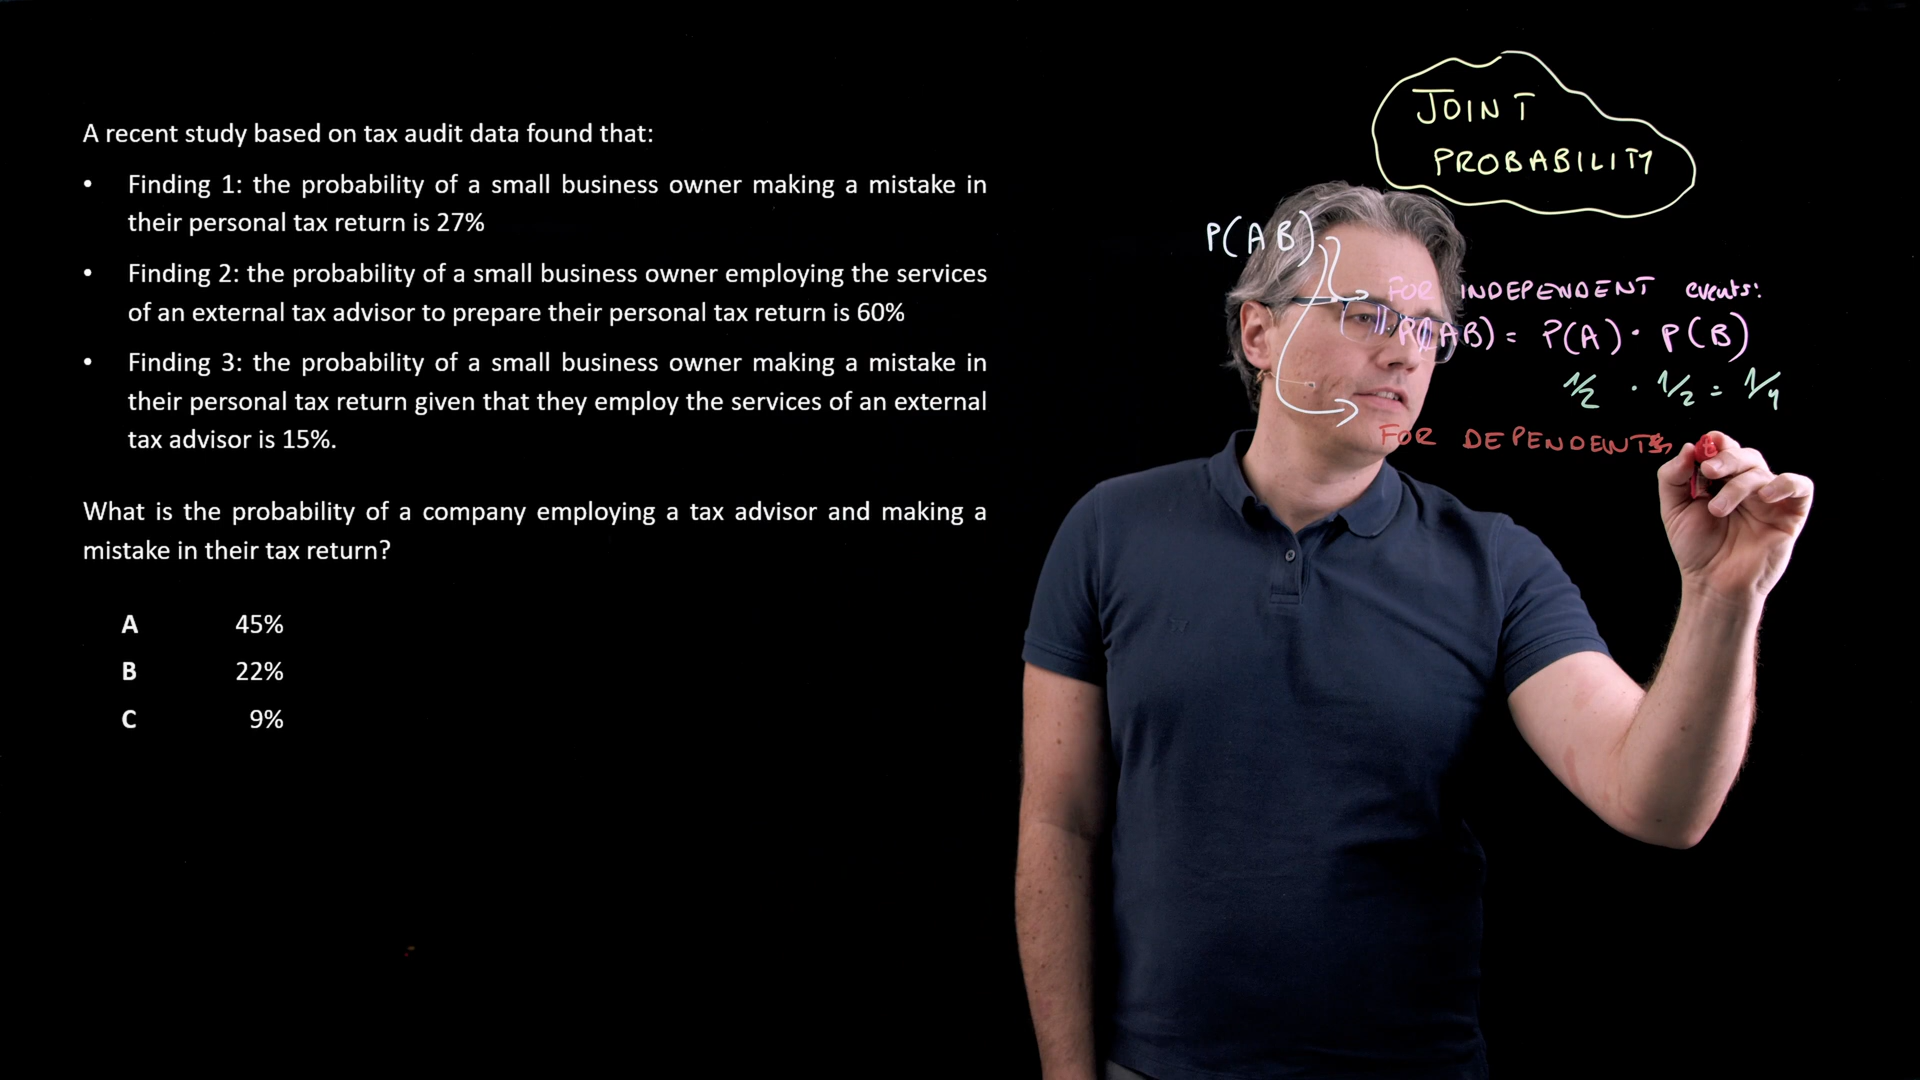 A recent study based on tax audit data found that:
• Finding 1: the probability of a small business owner making a mistake in
their personal tax return is 27%
• Finding 2: the probability of a small business owner employing the services
of an external tax advisor to prepare their personal tax return is 60%
• Finding 3: the probability of a small business owner making a mistake in
their personal tax return given that they employ the services of an external
tax advisor is 15%.
What is the probability of a company employing a tax advisor and making a
mistake in their tax return?
A 45%
B 22%
C 9%
JOINT
PROBABILITY
P(AB)
FOR INDEPENDENT events:
P(AB) = P(A) · P(B)
1/2 · 1/2 = 1/4
FOR DEPENDENT